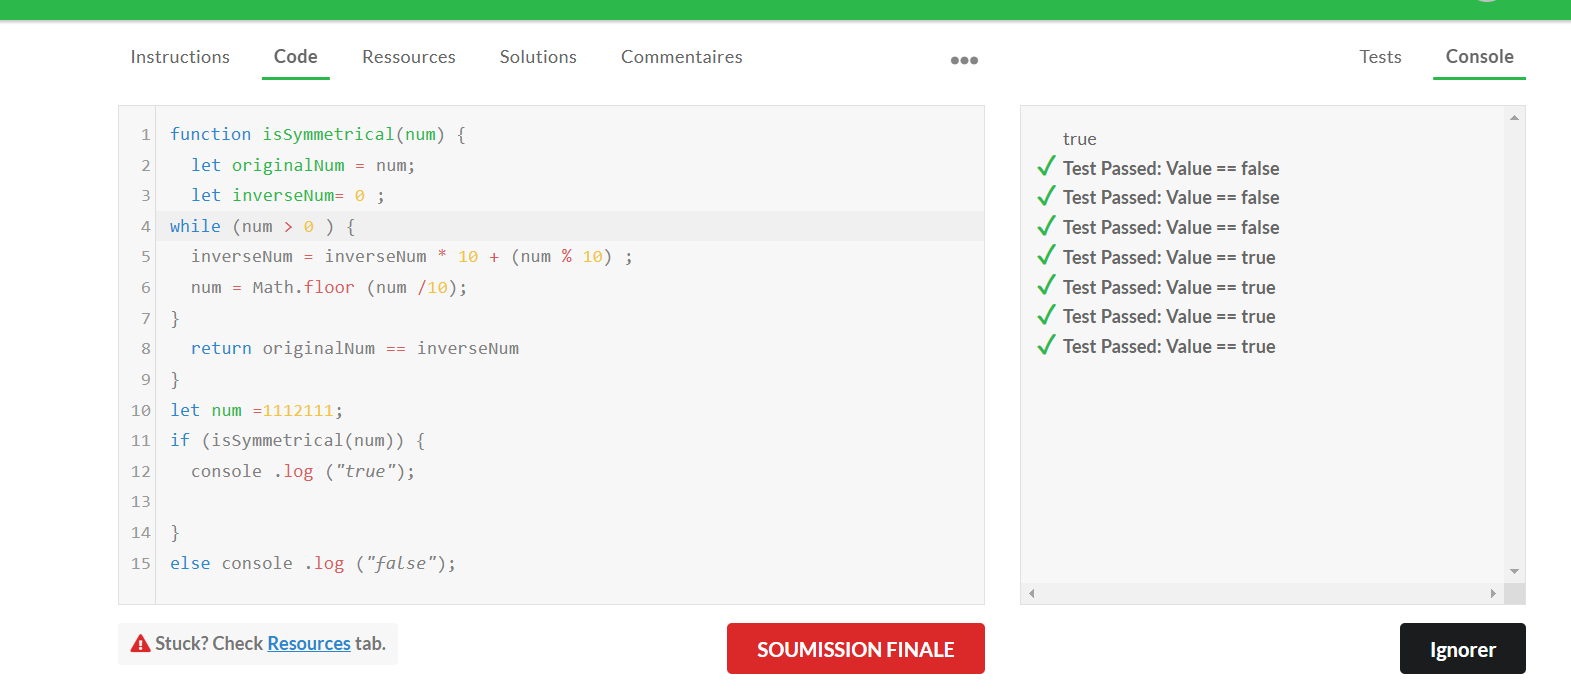 Instructions Code Ressources Solutions Commentaires
Tests Console
1 function isSymmetrical(num) {
2 let originalNum = num;
3 let inverseNum= 0 ;
4 while (num > 0 ) {
5 inverseNum = inverseNum * 10 + (num % 10) ;
6 num = Math.floor (num /10);
7 }
8 return originalNum == inverseNum
9 }
10 let num =1112111;
11 if (isSymmetrical(num)) {
12 console .log ("true");
13
14 }
15 else console .log ("false");
true
✓ Test Passed: Value == false
✓ Test Passed: Value == false
✓ Test Passed: Value == false
✓ Test Passed: Value == true
✓ Test Passed: Value == true
✓ Test Passed: Value == true
✓ Test Passed: Value == true
Stuck? Check Resources tab.
SOUMISSION FINALE
Ignorer